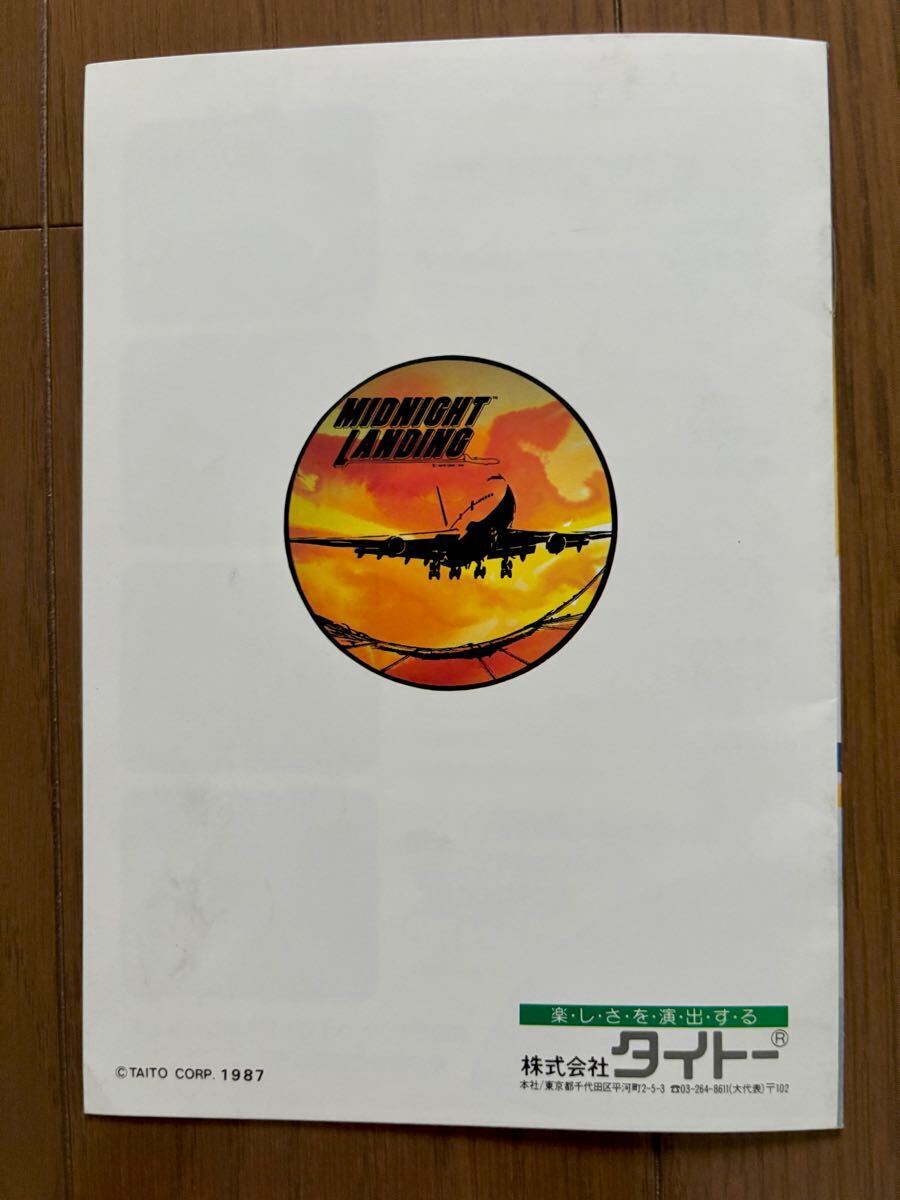 MIDNIGHT™
LANDING
楽・し・さ・を・演・出・す・る
株式会社 タイトー®
本社/東京都千代田区平河町2-5-3 ☎03-264-8611(大代表)〒102
©TAITO CORP. 1987